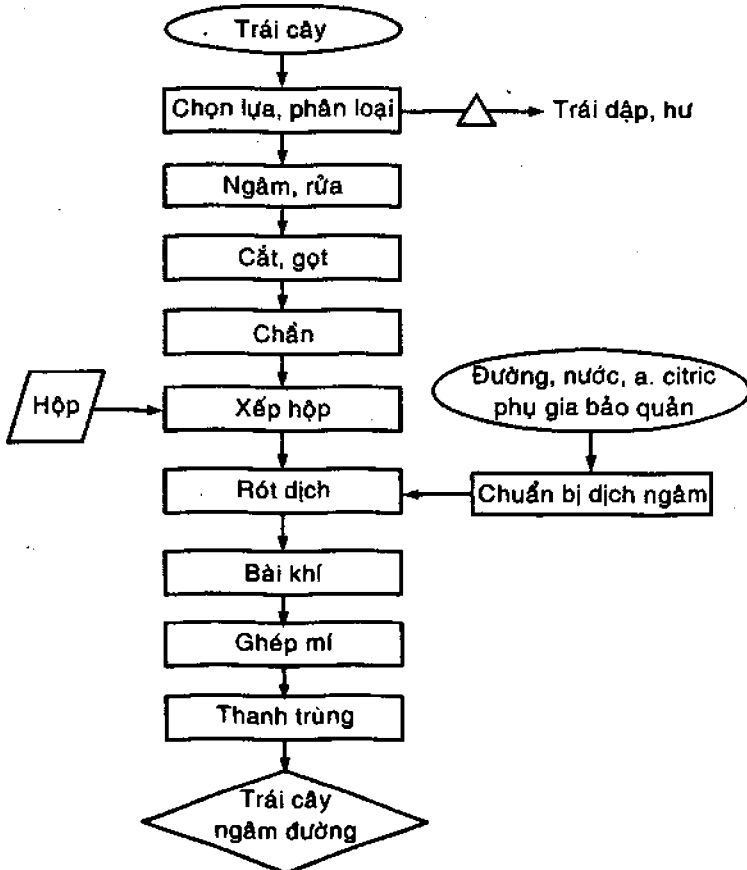 Trái cây
Chọn lựa, phân loại
Trái dập, hư
Ngâm, rửa
Cắt, gọt
Chần
Hộp
Xếp hộp
Đường, nước, a. citric
phụ gia bảo quản
Rót dịch
Chuẩn bị dịch ngâm
Bài khí
Ghép mí
Thanh trùng
Trái cây
ngâm đường